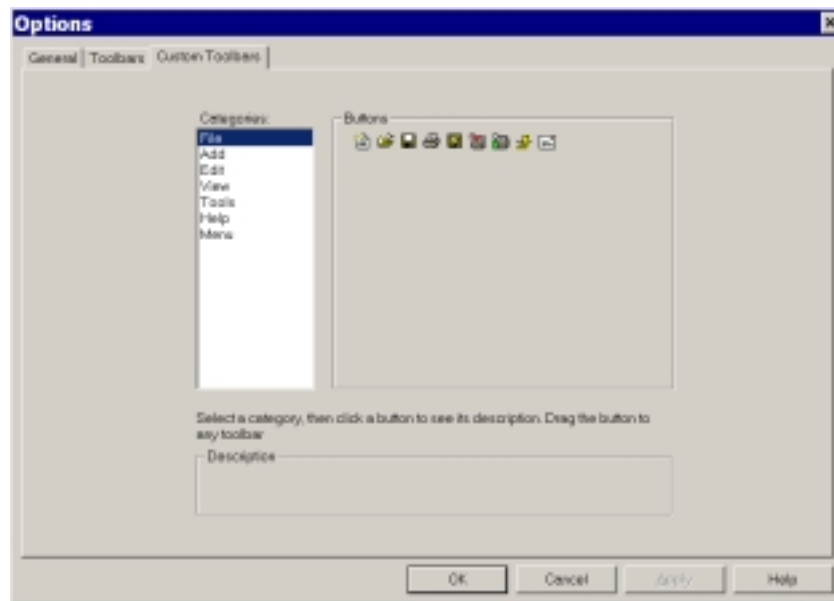 Options
General Toolbars Custom Toolbars
Categories: Buttons
File
Add
Edit
View
Tools
Help
Menu
Select a category, then click a button to see its description. Drag the button to
any toolbar
Description
OK Cancel Apply Help